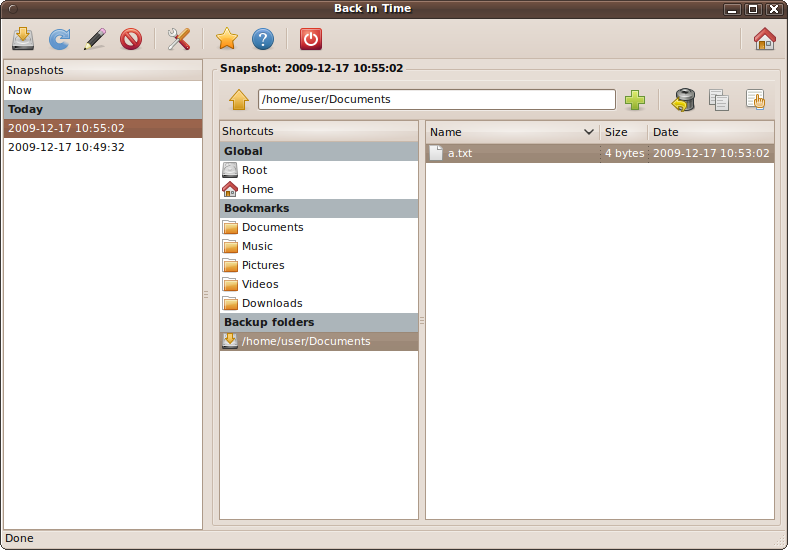 Back In Time
Snapshots
Now
Today
2009-12-17 10:55:02
2009-12-17 10:49:32
Snapshot: 2009-12-17 10:55:02
/home/user/Documents
Shortcuts
Global
Root
Home
Bookmarks
Documents
Music
Pictures
Videos
Downloads
Backup folders
/home/user/Documents
Name Size Date
a.txt 4 bytes 2009-12-17 10:53:02
Done